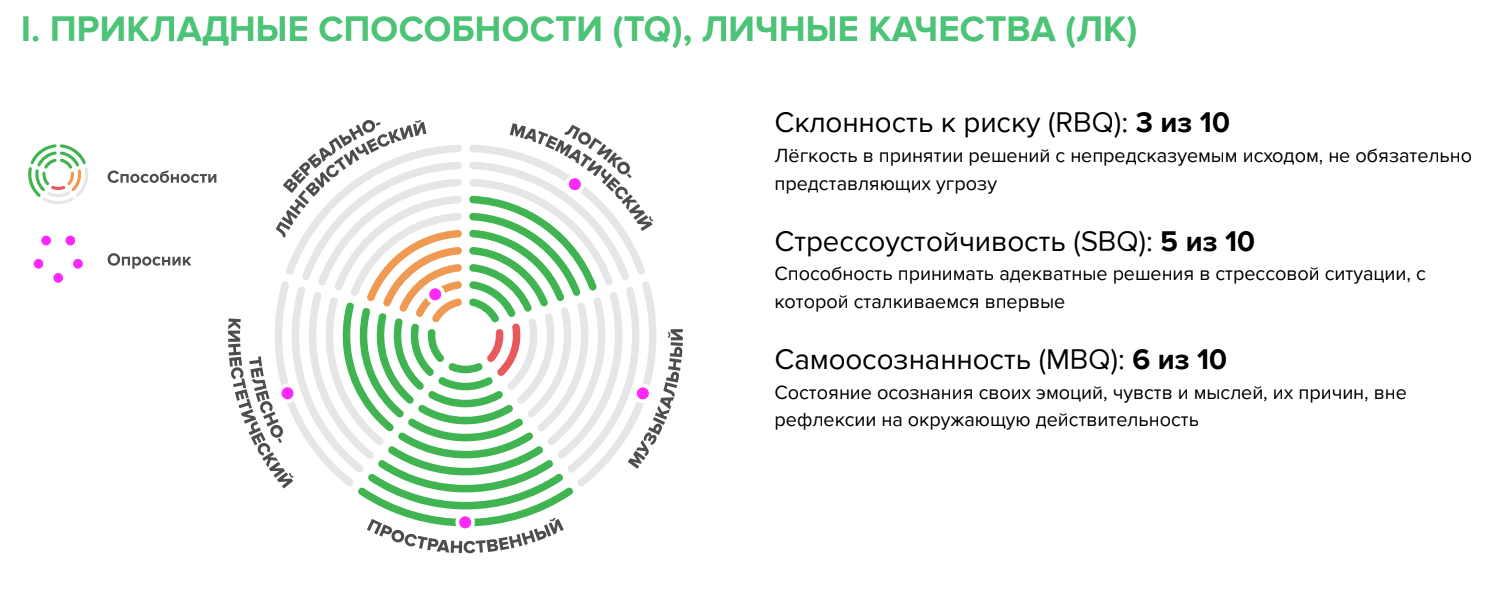 I. ПРИКЛАДНЫЕ СПОСОБНОСТИ (TQ), ЛИЧНЫЕ КАЧЕСТВА (ЛК)
Способности
Опросник
ВЕРБАЛЬНО-
ЛИНГВИСТИЧЕСКИЙ
ЛОГИКО-
МАТЕМАТИЧЕСКИЙ
МУЗЫКАЛЬНЫЙ
ПРОСТРАНСТВЕННЫЙ
ТЕЛЕСНО-
КИНЕСТЕТИЧЕСКИЙ
Склонность к риску (RBQ): 3 из 10
Лёгкость в принятии решений с непредсказуемым исходом, не обязательно
представляющих угрозу
Стрессоустойчивость (SBQ): 5 из 10
Способность принимать адекватные решения в стрессовой ситуации, с
которой сталкиваемся впервые
Самоосознанность (MBQ): 6 из 10
Состояние осознания своих эмоций, чувств и мыслей, их причин, вне
рефлексии на окружающую действительность